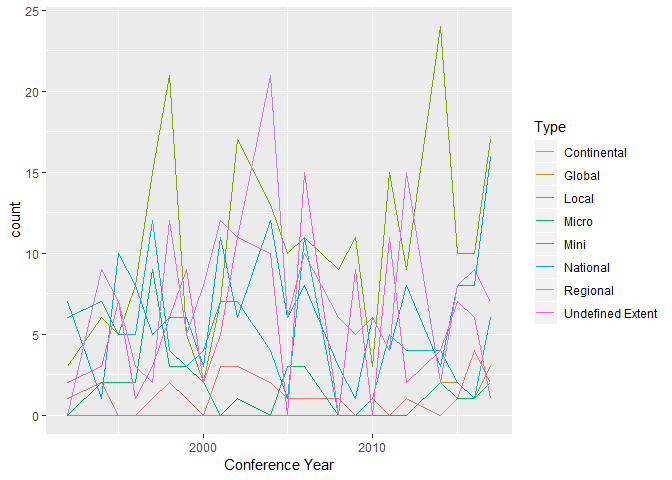 25
20
15
10
5
0
count
2000
2010
Conference Year
Type
Continental
Global
Local
Micro
Mini
National
Regional
Undefined Extent